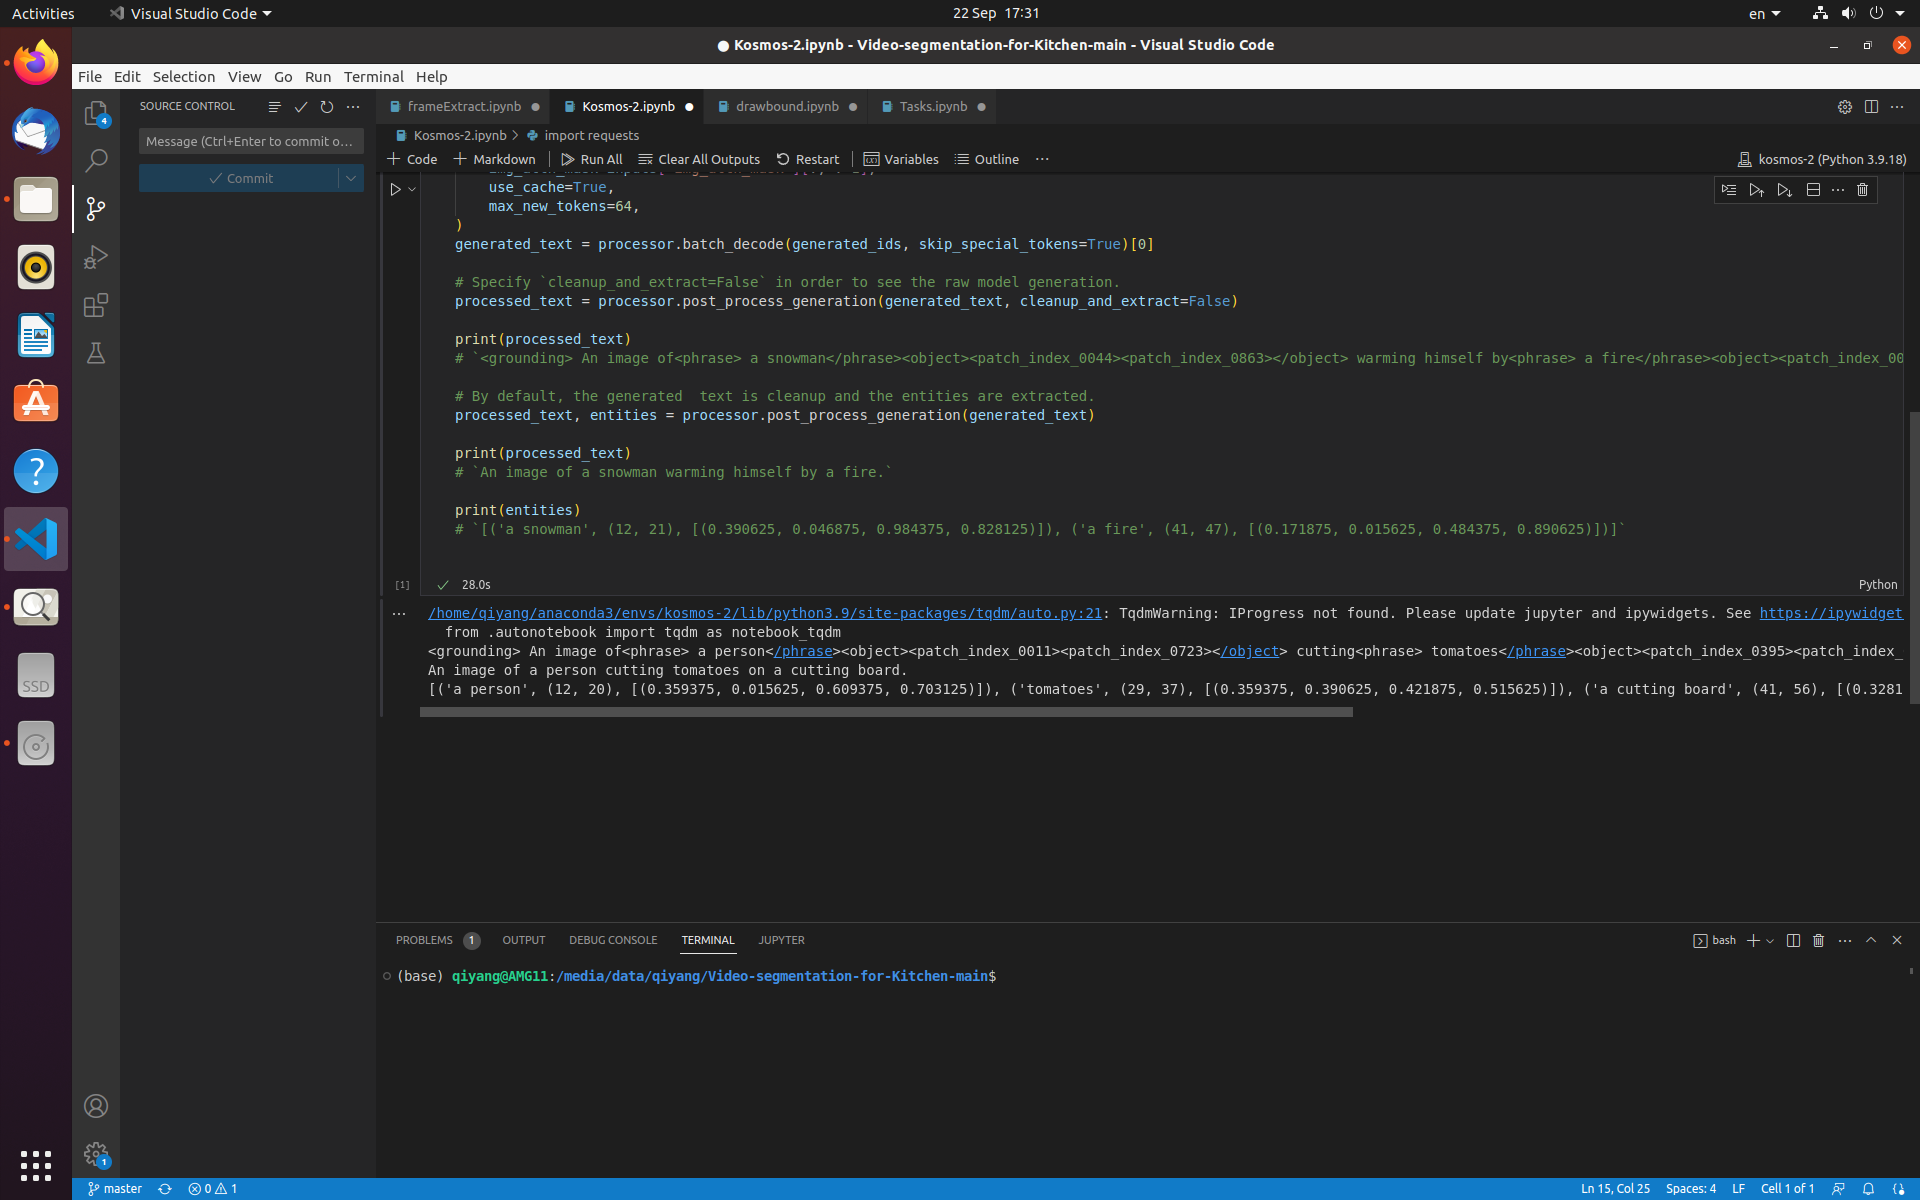 Activities
Visual Studio Code
22 Sep 17:31
en
Kosmos-2.ipynb - Video-segmentation-for-Kitchen-main - Visual Studio Code
File Edit Selection View Go Run Terminal Help
SOURCE CONTROL
Message (Ctrl+Enter to commit o...
Commit
frameExtract.ipynb
Kosmos-2.ipynb
drawbound.ipynb
Tasks.ipynb
Kosmos-2.ipynb > import requests
+ Code + Markdown Run All Clear All Outputs Restart Variables Outline ...
kosmos-2 (Python 3.9.18)
use_cache=True,
max_new_tokens=64,
)
generated_text = processor.batch_decode(generated_ids, skip_special_tokens=True)[0]
# Specify `cleanup_and_extract=False` in order to see the raw model generation.
processed_text = processor.post_process_generation(generated_text, cleanup_and_extract=False)
print(processed_text)
# `<grounding> An image of<phrase> a snowman</phrase><object><patch_index_0044><patch_index_0863></object> warming himself by<phrase> a fire</phrase><object><patch_index_00
# By default, the generated  text is cleanup and the entities are extracted.
processed_text, entities = processor.post_process_generation(generated_text)
print(processed_text)
# `An image of a snowman warming himself by a fire.`
print(entities)
# `[('a snowman', (12, 21), [(0.390625, 0.046875, 0.984375, 0.828125)]), ('a fire', (41, 47), [(0.171875, 0.015625, 0.484375, 0.890625)])]`
[1]
28.0s
Python
/home/qiyang/anaconda3/envs/kosmos-2/lib/python3.9/site-packages/tqdm/auto.py:21: TqdmWarning: IProgress not found. Please update jupyter and ipywidgets. See https://ipywidget
from .autonotebook import tqdm as notebook_tqdm
<grounding> An image of<phrase> a person</phrase><object><patch_index_0011><patch_index_0723></object> cutting<phrase> tomatoes</phrase><object><patch_index_0395><patch_index_
An image of a person cutting tomatoes on a cutting board.
[('a person', (12, 20), [(0.359375, 0.015625, 0.609375, 0.703125)]), ('tomatoes', (29, 37), [(0.359375, 0.390625, 0.421875, 0.515625)]), ('a cutting board', (41, 56), [(0.3281
PROBLEMS 1 OUTPUT DEBUG CONSOLE TERMINAL JUPYTER
bash
(base) qiyang@AMG11:/media/data/qiyang/Video-segmentation-for-Kitchen-main$
4
SSD
1
master
0 1
Ln 15, Col 25 Spaces: 4 LF Cell 1 of 1